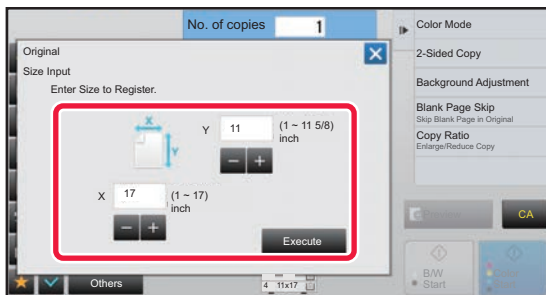 No. of copies 1
Original
Size Input
Enter Size to Register.
X
Y
Y 11 (1 ~ 11 5/8)
inch
X 17 (1 ~ 17)
inch
Execute
Others
4 11x17
Color Mode
2-Sided Copy
Background Adjustment
Blank Page Skip
Skip Blank Page in Original
Copy Ratio
Enlarge/Reduce Copy
CA
B/W
Start